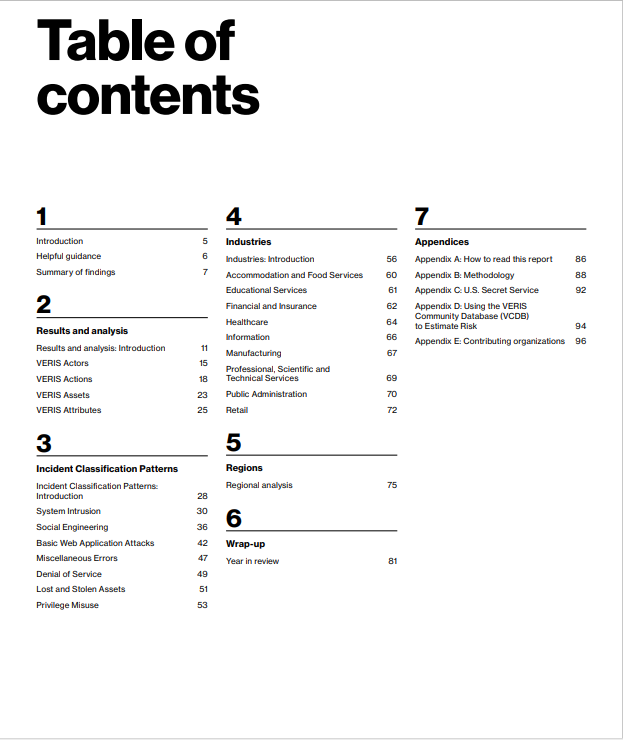 Table of
contents
1
Introduction 5
Helpful guidance 6
Summary of findings 7
2
Results and analysis
Results and analysis: Introduction 11
VERIS Actors 15
VERIS Actions 18
VERIS Assets 23
VERIS Attributes 25
3
Incident Classification Patterns
Incident Classification Patterns:
Introduction 28
System Intrusion 30
Social Engineering 36
Basic Web Application Attacks 42
Miscellaneous Errors 47
Denial of Service 49
Lost and Stolen Assets 51
Privilege Misuse 53
4
Industries
Industries: Introduction 56
Accommodation and Food Services 60
Educational Services 61
Financial and Insurance 62
Healthcare 64
Information 66
Manufacturing 67
Professional, Scientific and
Technical Services 69
Public Administration 70
Retail 72
5
Regions
Regional analysis 75
6
Wrap-up
Year in review 81
7
Appendices
Appendix A: How to read this report 86
Appendix B: Methodology 88
Appendix C: U.S. Secret Service 92
Appendix D: Using the VERIS
Community Database (VCDB)
to Estimate Risk 94
Appendix E: Contributing organizations 96